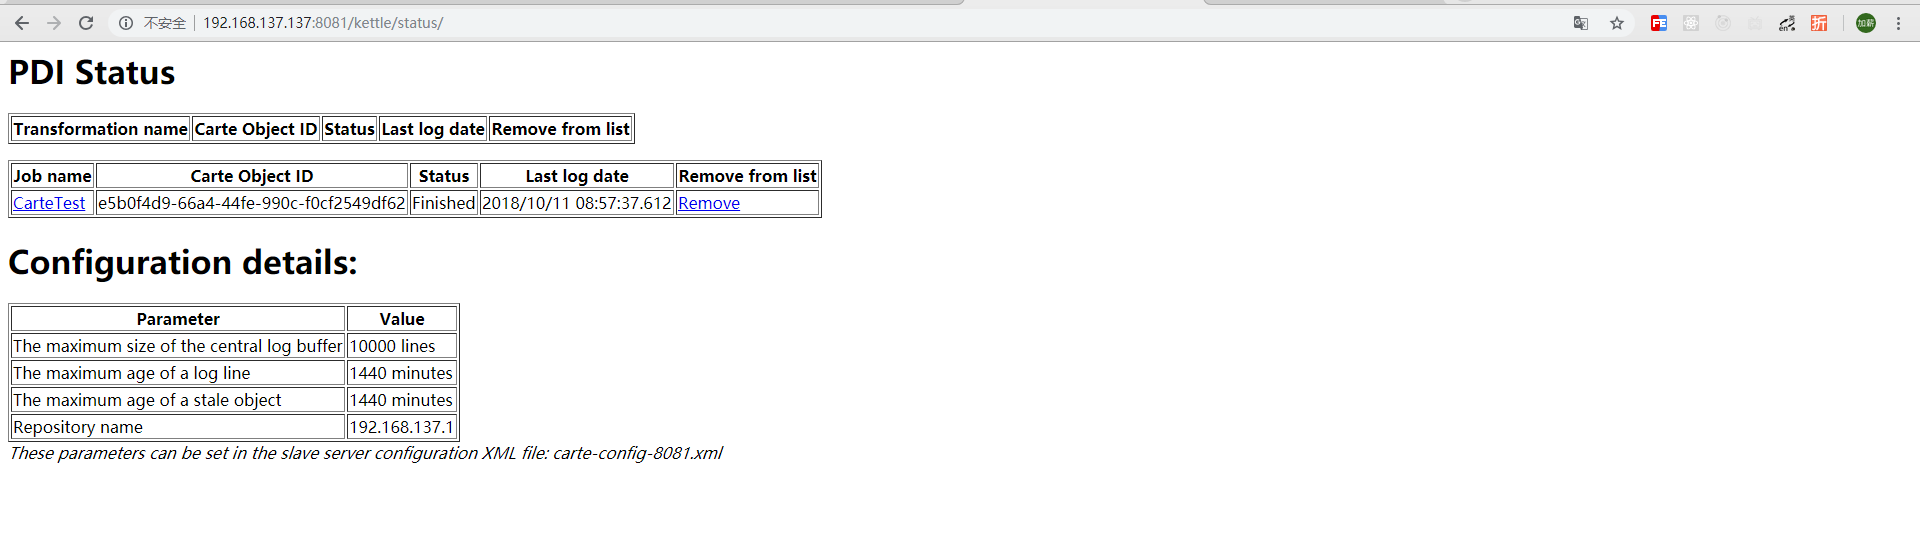 不安全 192.168.137.137:8081/kettle/status/
FE en 折 加薪
PDI Status
Transformation name Carte Object ID Status Last log date Remove from list
Job name Carte Object ID Status Last log date Remove from list
CarteTest e5b0f4d9-66a4-44fe-990c-f0cf2549df62 Finished 2018/10/11 08:57:37.612 Remove
Configuration details:
Parameter Value
The maximum size of the central log buffer 10000 lines
The maximum age of a log line 1440 minutes
The maximum age of a stale object 1440 minutes
Repository name 192.168.137.1
These parameters can be set in the slave server configuration XML file: carte-config-8081.xml